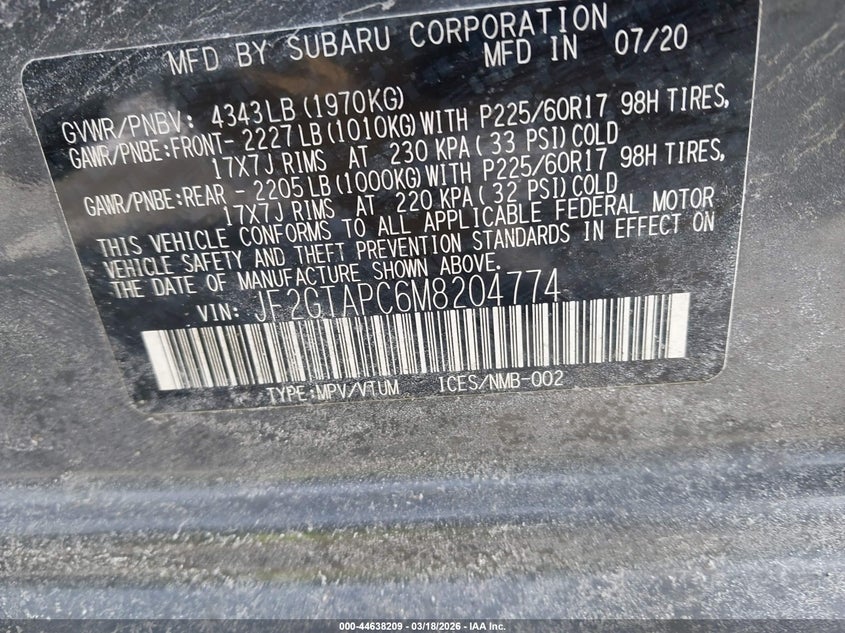 MFD BY SUBARU CORPORATION
MFD IN 07/20
GVWR/PNBV: 4343LB(1970KG)
GAWR/PNBE:FRONT- 2227LB(1010KG)WITH P225/60R17 98H TIRES,
17X7J RIMS AT 230 KPA( 33 PSI)COLD
GAWR/PNBE:REAR - 2205LB(1000KG)WITH P225/60R17 98H TIRES,
17X7J RIMS AT 220 KPA( 32 PSI)COLD
THIS VEHICLE CONFORMS TO ALL APPLICABLE FEDERAL MOTOR
VEHICLE SAFETY AND THEFT PREVENTION STANDARDS IN EFFECT ON
THE DATE OF MANUFACTURE SHOWN ABOVE.
VIN: JF2GTAPC6M8204774
TYPE:MPV/VTUM ICES/NMB-002
000-44638209 - 03/18/2026 - IAA Inc.